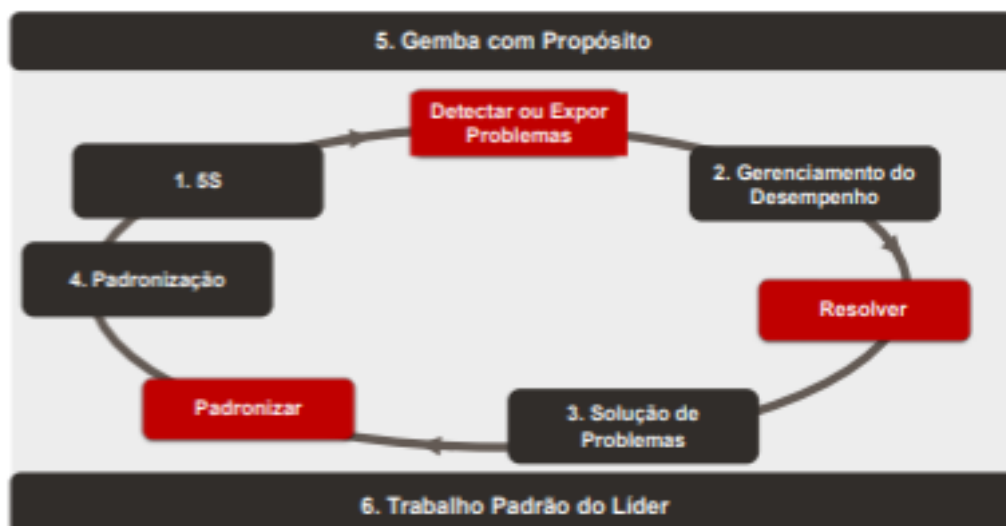 5. Gemba com Propósito
Detectar ou Expor
Problemas
1. 5S
2. Gerenciamento do
Desempenho
4. Padronização
Resolver
Padronizar
3. Solução de
Problemas
6. Trabalho Padrão do Líder